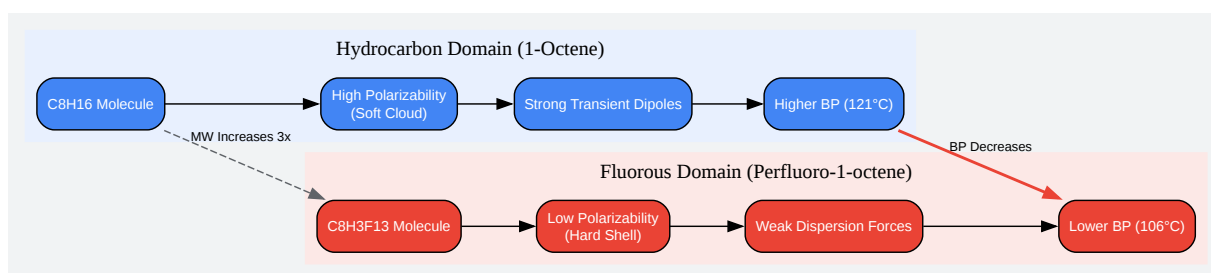 Hydrocarbon Domain (1-Octene)
C8H16 Molecule
High Polarizability
(Soft Cloud)
Strong Transient Dipoles
Higher BP (121°C)
MW Increases 3x
BP Decreases
Fluorous Domain (Perfluoro-1-octene)
C8H3F13 Molecule
Low Polarizability
(Hard Shell)
Weak Dispersion Forces
Lower BP (106°C)